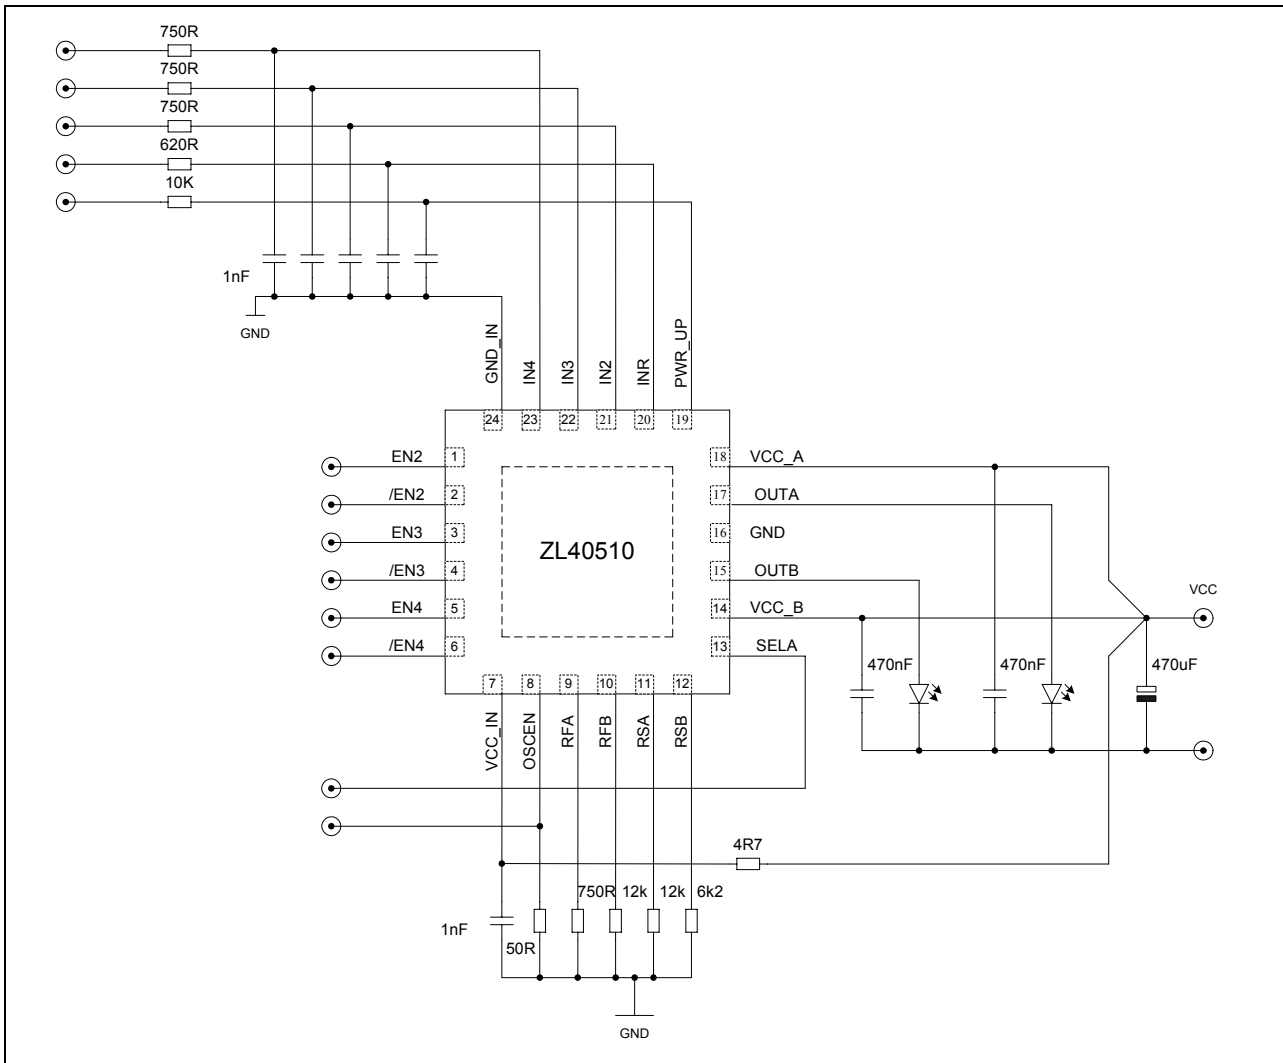 750R
750R
750R
620R
10K
1nF
GND
GND_IN
IN4
IN3
IN2
INR
PWR_UP
24
23
22
21
20
19
EN2
1
/EN2
2
EN3
3
/EN3
4
EN4
5
/EN4
6
ZL40510
18
VCC_A
17
OUTA
16
GND
15
OUTB
14
VCC_B
13
SELA
VCC
470nF
470nF
470uF
7
8
9
10
11
12
VCC_IN
OSCEN
RFA
RFB
RSA
RSB
4R7
750R
12k
12k
6k2
1nF
50R
GND